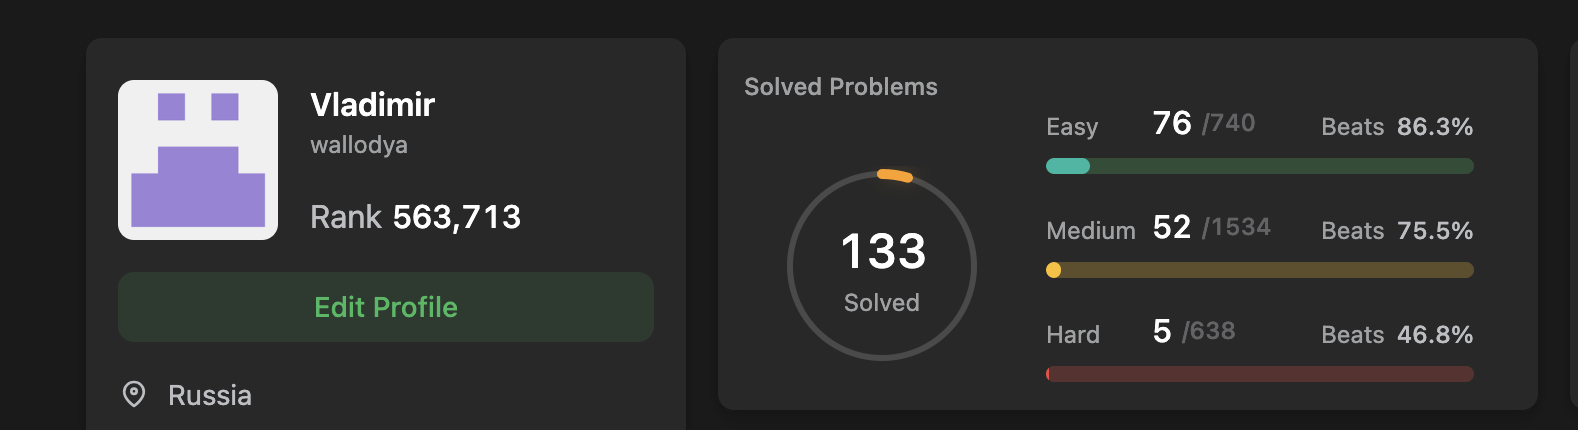 Vladimir
wallodya
Rank 563,713
Edit Profile
Russia
Solved Problems
133
Solved
Easy 76 /740 Beats 86.3%
Medium 52 /1534 Beats 75.5%
Hard 5 /638 Beats 46.8%